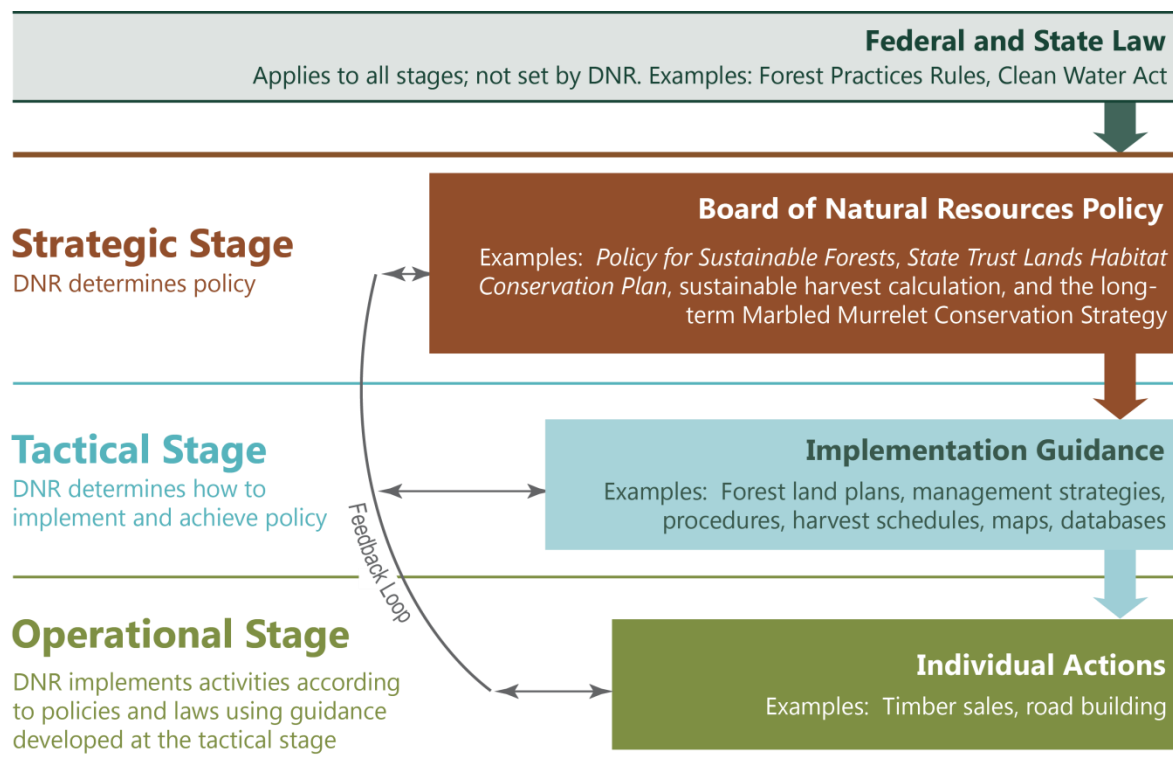 Federal and State Law
Applies to all stages; not set by DNR. Examples: Forest Practices Rules, Clean Water Act
Strategic Stage
DNR determines policy
Board of Natural Resources Policy
Examples: Policy for Sustainable Forests, State Trust Lands Habitat
Conservation Plan, sustainable harvest calculation, and the long-
term Marbled Murrelet Conservation Strategy
Tactical Stage
DNR determines how to
implement and achieve policy
Implementation Guidance
Examples: Forest land plans, management strategies,
procedures, harvest schedules, maps, databases
Feedback Loop
Operational Stage
DNR implements activities according
to policies and laws using guidance
developed at the tactical stage
Individual Actions
Examples: Timber sales, road building